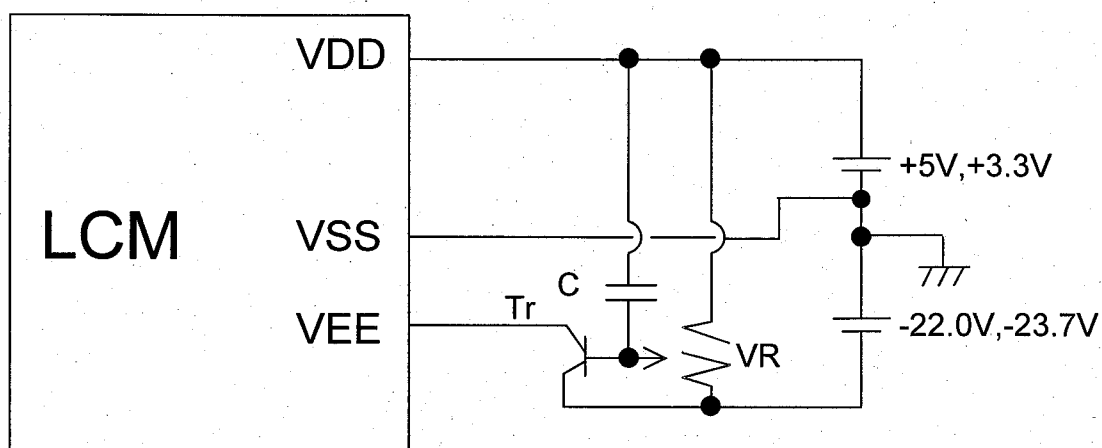 VDD
+5V,+3.3V
LCM
VSS
C
Tr
VEE
VR
-22.0V,-23.7V